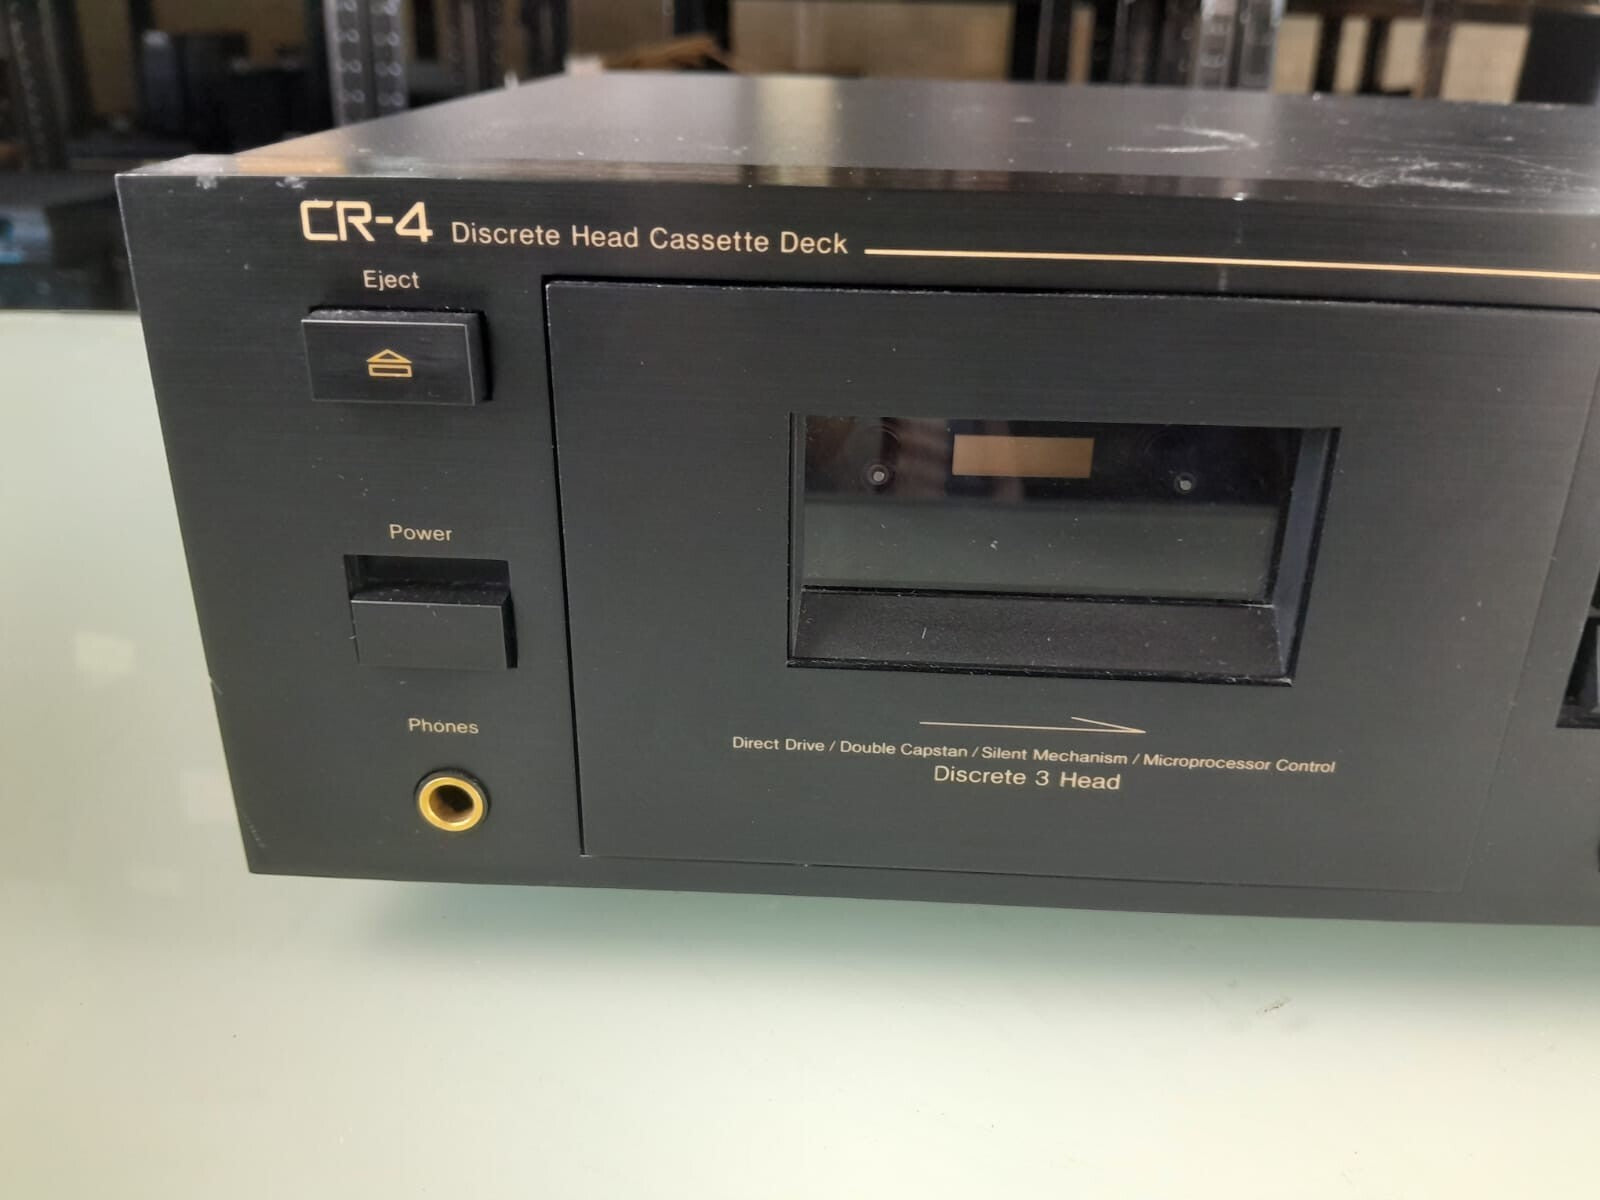 CR-4 Discrete Head Cassette Deck
Eject
Power
Phones
Direct Drive / Double Capstan / Silent Mechanism / Microprocessor Control
Discrete 3 Head